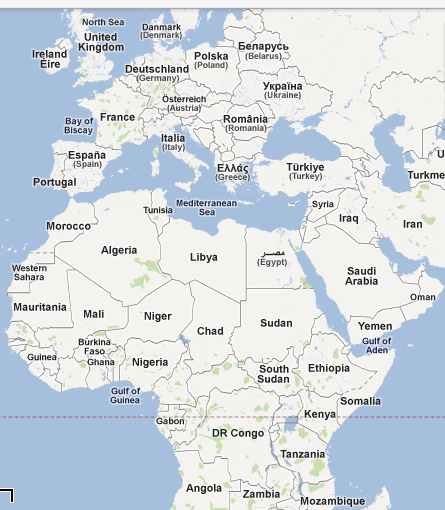 North Sea
Danmark
(Denmark)
Беларусь
(Belarus)
United
Kingdom
Ireland
Éire
Polska
(Poland)
Deutschland
(Germany)
Україна
(Ukraine)
Österreich
(Austria)
France
Bay of
Biscay
România
(Romania)
Italia
(Italy)
España
(Spain)
Ελλάς
(Greece)
Türkiye
(Turkey)
Turkme
Portugal
Mediterranean
Sea
Tunisia
Syria
Iraq
Iran
Morocco
Algeria
Libya
مصر
(Egypt)
Western
Sahara
Saudi
Arabia
Oman
Mauritania
Mali
Niger
Chad
Sudan
Yemen
Gulf of
Aden
Burkina
Faso
Guinea
Ghana
Nigeria
South
Sudan
Ethiopia
Gulf of
Guinea
Somalia
Gabon
Kenya
DR Congo
Tanzania
Angola
Zambia
Mozambique